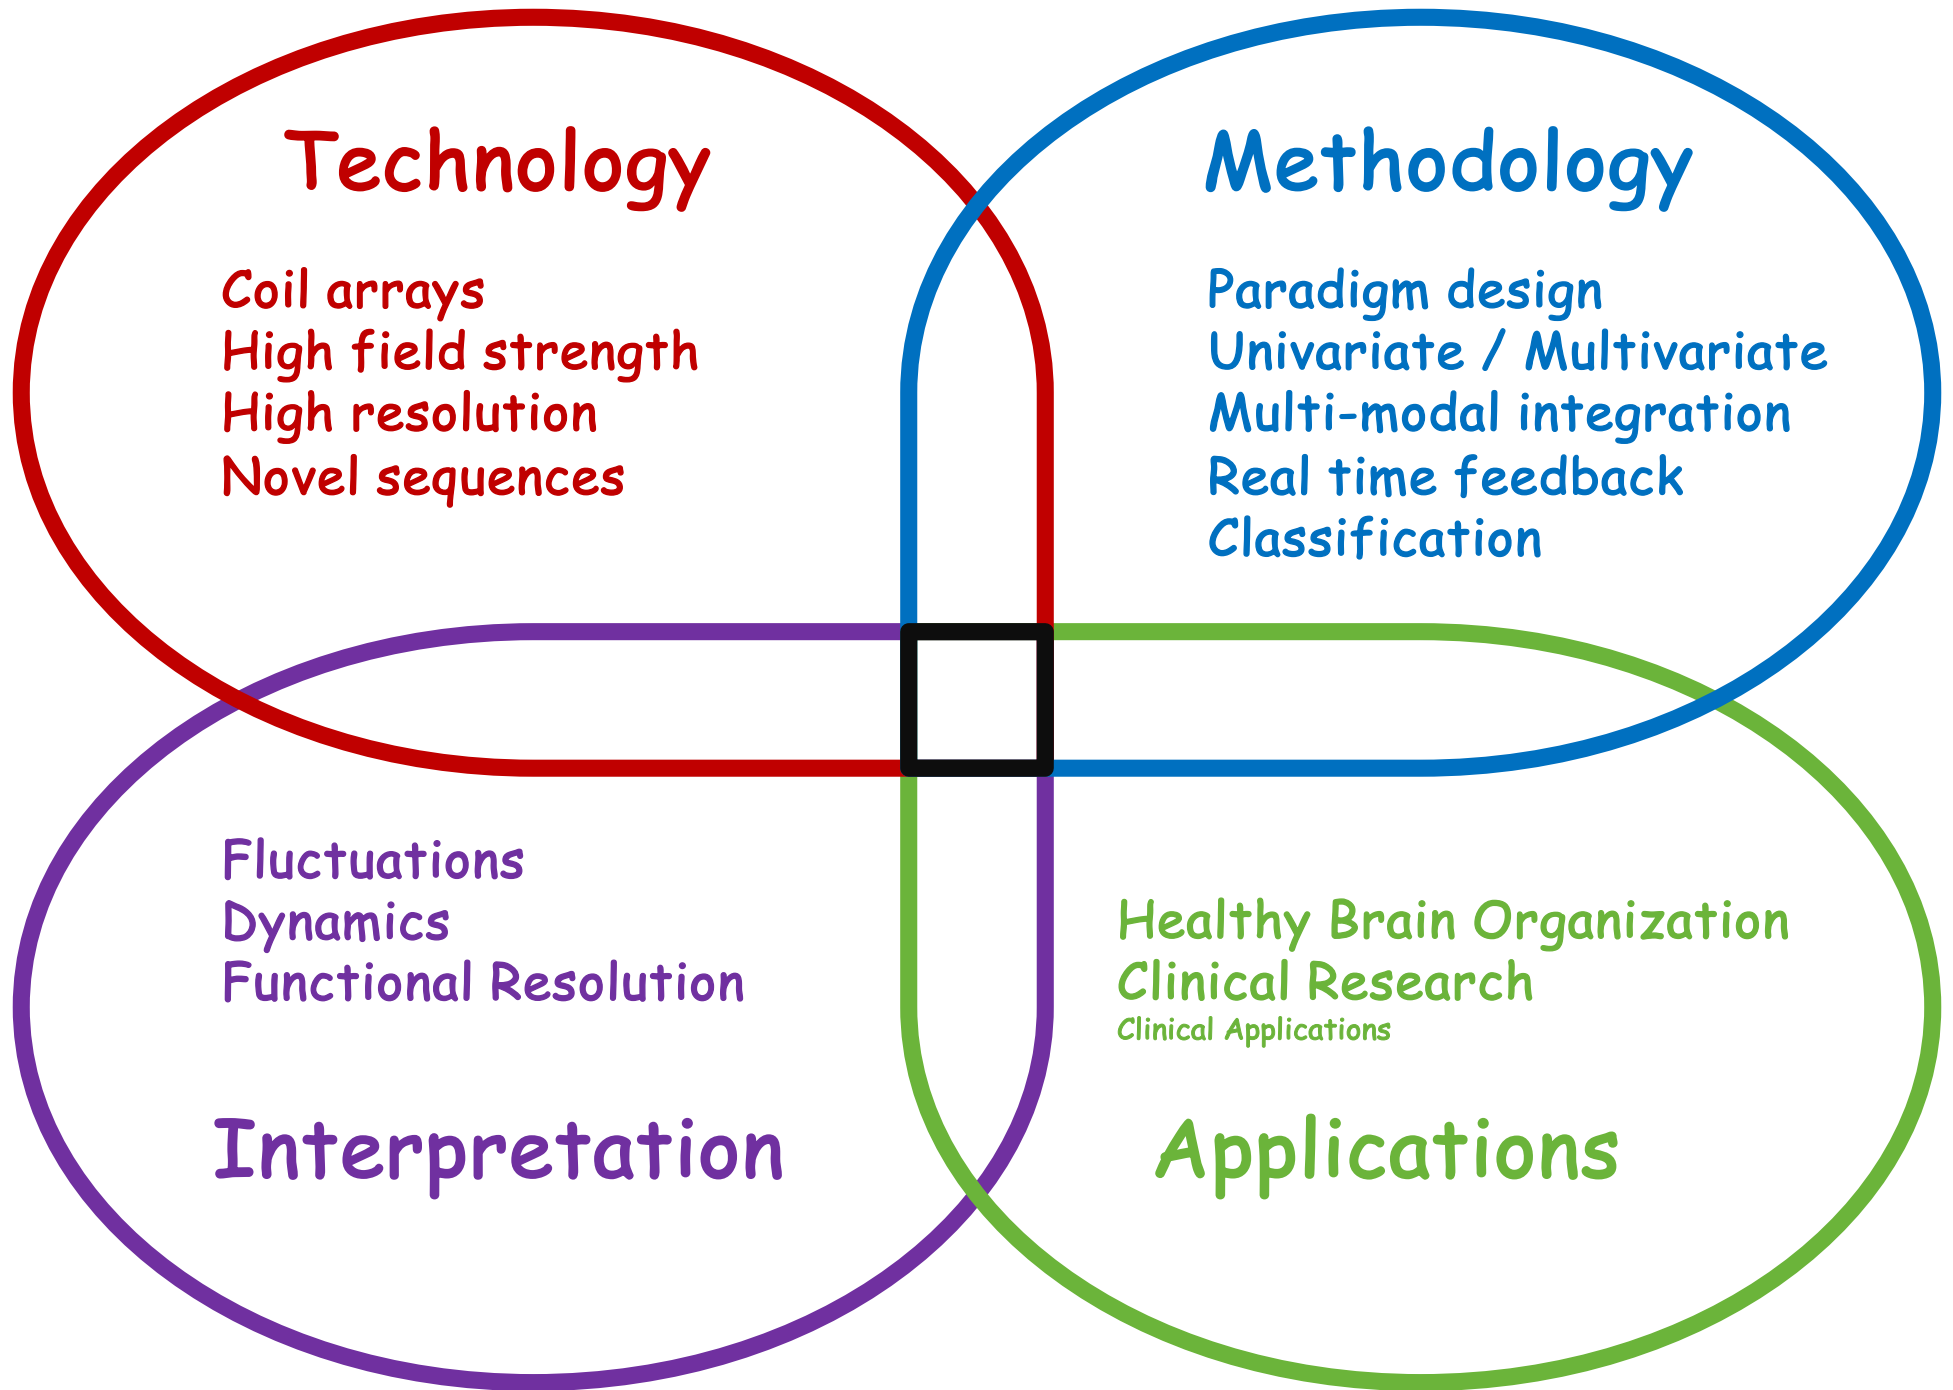 Technology
Coil arrays
High field strength
High resolution
Novel sequences
Methodology
Paradigm design
Univariate / Multivariate
Multi-modal integration
Real time feedback
Classification
Fluctuations
Dynamics
Functional Resolution
Interpretation
Healthy Brain Organization
Clinical Research
Clinical Applications
Applications